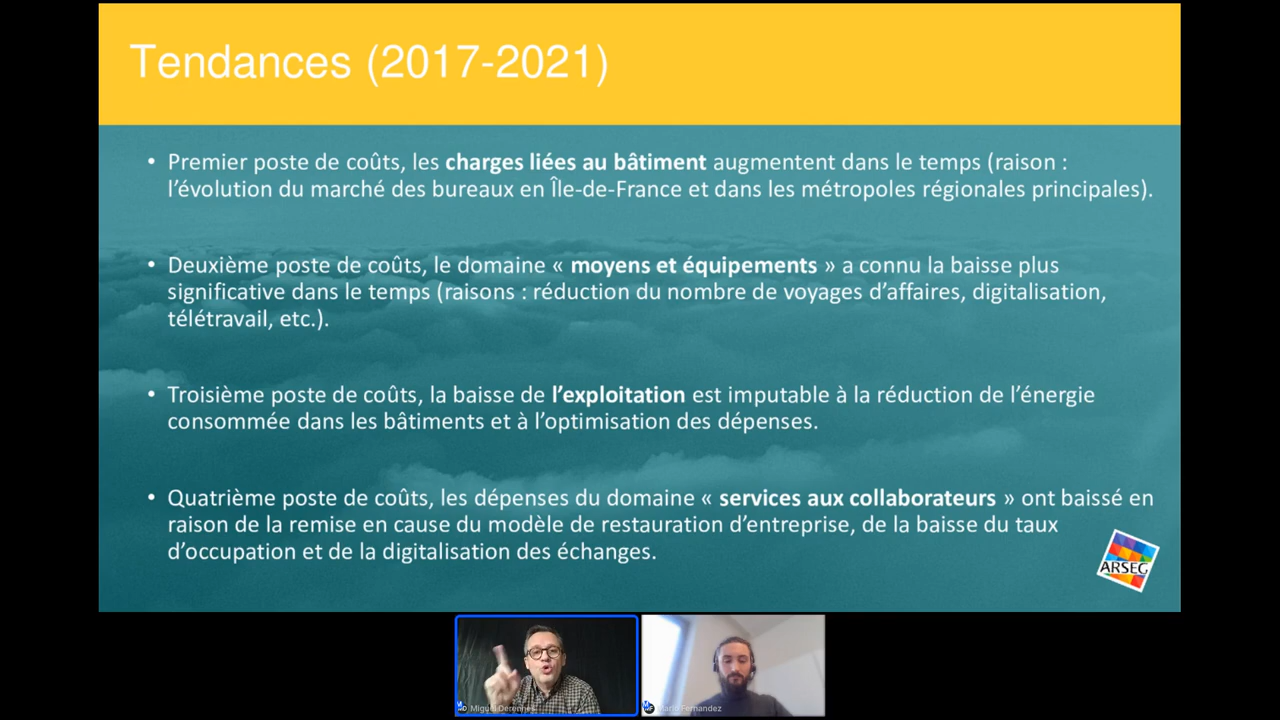 Tendances (2017-2021)
• Premier poste de coûts, les charges liées au bâtiment augmentent dans le temps (raison :
l’évolution du marché des bureaux en Île-de-France et dans les métropoles régionales principales).
• Deuxième poste de coûts, le domaine « moyens et équipements » a connu la baisse plus
significative dans le temps (raisons : réduction du nombre de voyages d’affaires, digitalisation,
télétravail, etc.).
• Troisième poste de coûts, la baisse de l’exploitation est imputable à la réduction de l’énergie
consommée dans les bâtiments et à l’optimisation des dépenses.
• Quatrième poste de coûts, les dépenses du domaine « services aux collaborateurs » ont baissé en
raison de la remise en cause du modèle de restauration d’entreprise, de la baisse du taux
d’occupation et de la digitalisation des échanges.
ARSEG
Miguel
Fernandez